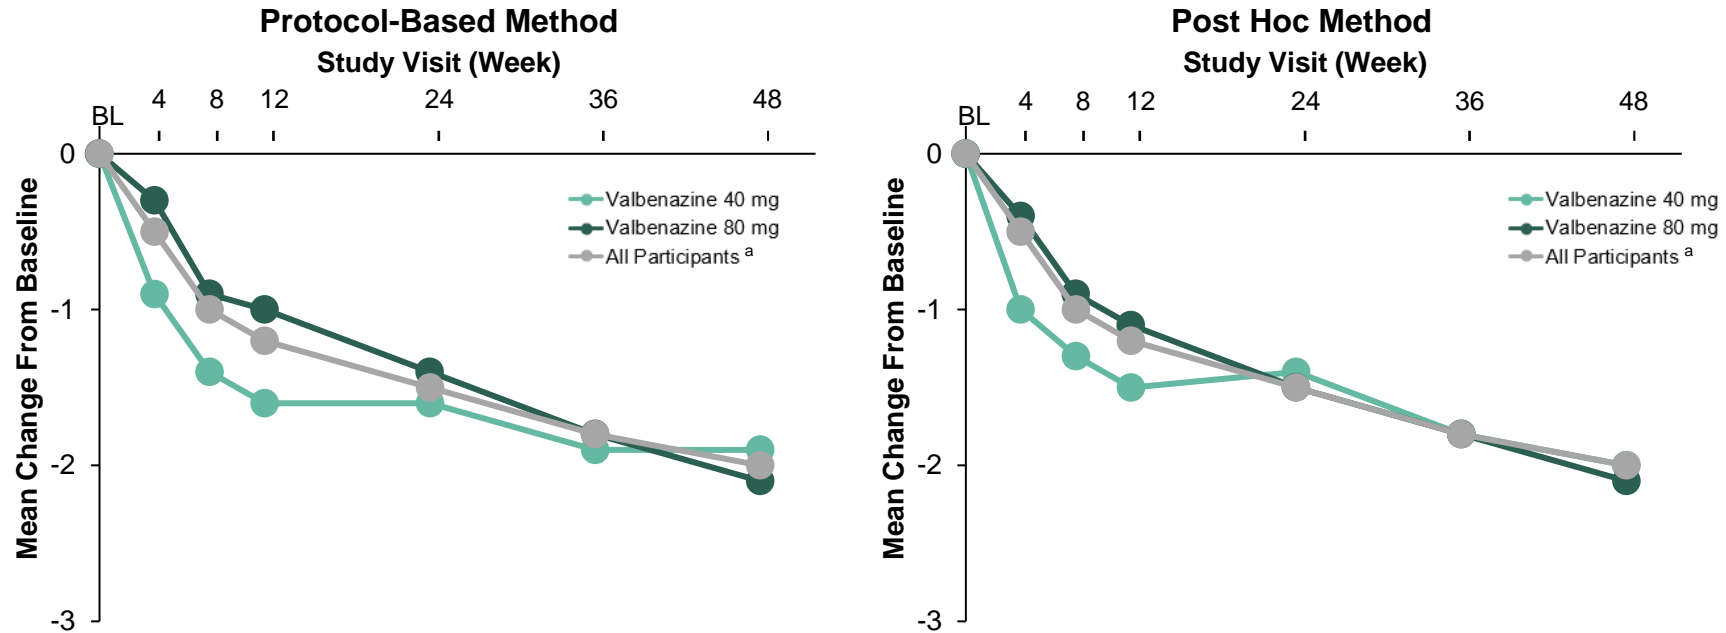 Protocol-Based Method
Study Visit (Week)
BL 4 8 12 24 36 48
0
-1
-2
-3
Mean Change From Baseline
Valbenazine 40 mg
Valbenazine 80 mg
All Participants a
Post Hoc Method
Study Visit (Week)
BL 4 8 12 24 36 48
0
-1
-2
-3
Mean Change From Baseline
Valbenazine 40 mg
Valbenazine 80 mg
All Participants a